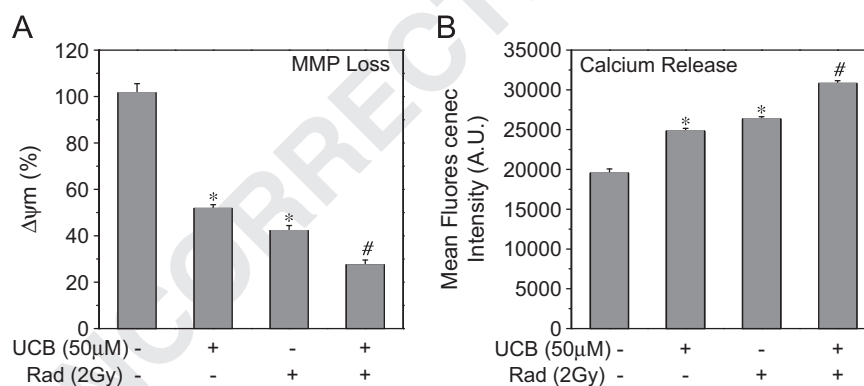 A
MMP Loss
Δψm (%)
120
100
80
60
40
20
0
*
*
#
UCB (50μM) - + - +
Rad (2Gy) - - + +
B
Calcium Release
Mean Fluores cenec
Intensity (A.U.)
35000
30000
25000
20000
15000
10000
5000
0
*
*
#
UCB (50μM) - + - +
Rad (2Gy) - - + +
NCORRECT